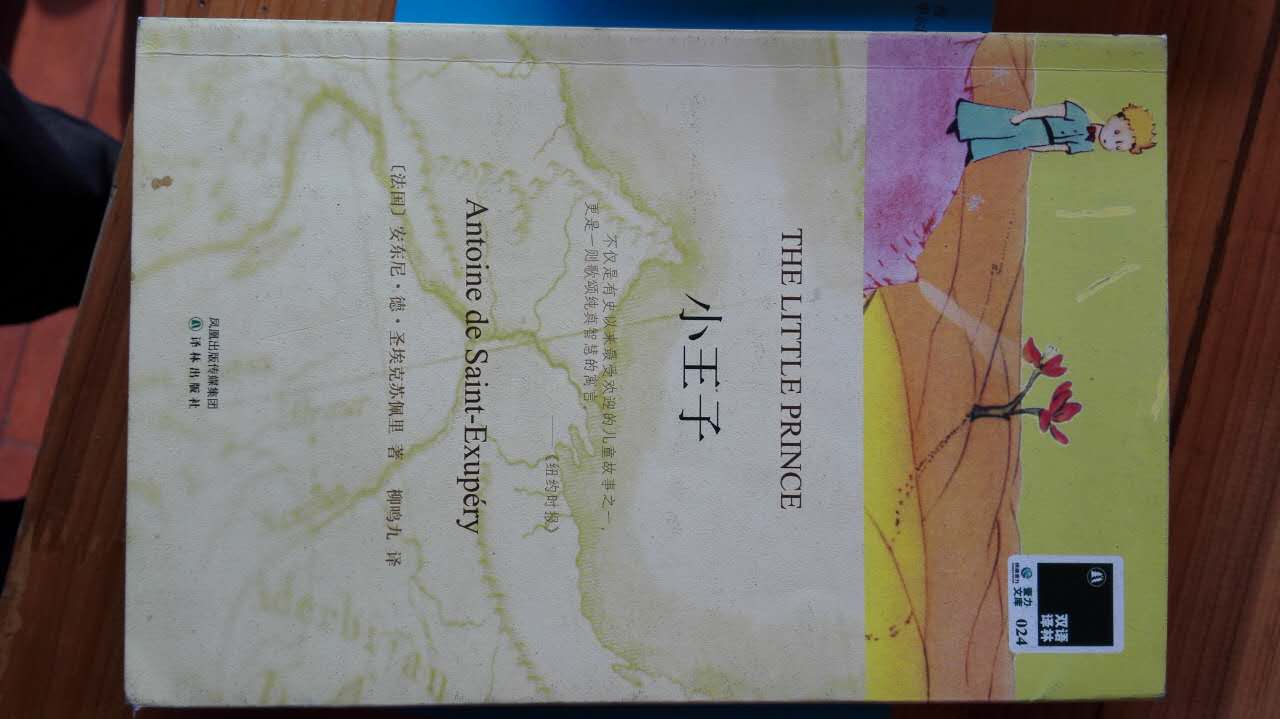 双语
译林
壹力
文库
024
THE LITTLE PRINCE
小王子
不仅是有史以来最受欢迎的儿童故事之一，
更是一则歌颂纯真智慧的寓言
——《纽约时报》
Antoine de Saint-Exupéry
〔法国〕安东尼·德·圣埃克苏佩里 著 柳鸣九 译
凤凰出版传媒集团
译林出版社